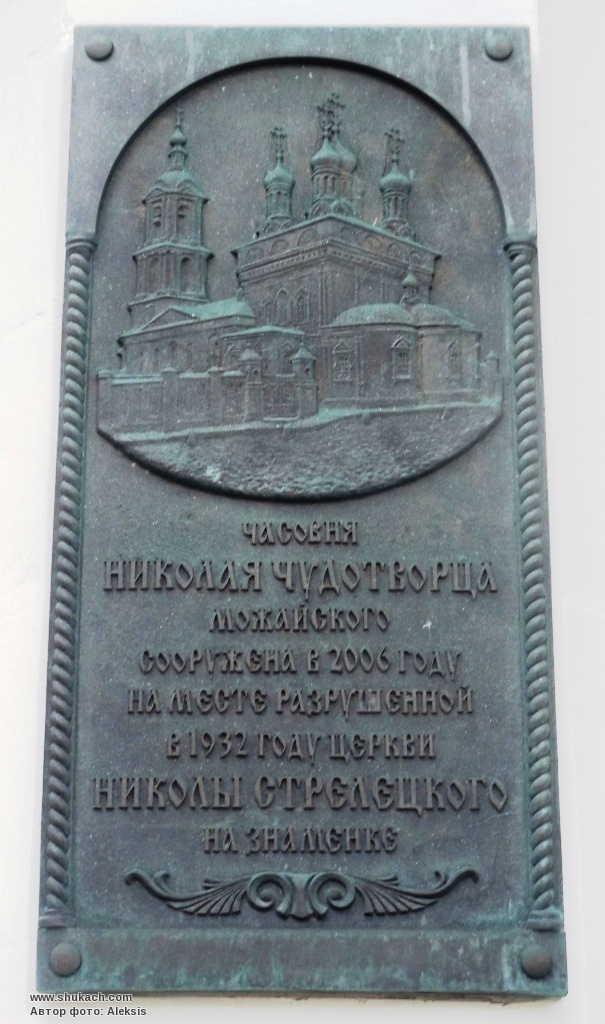 ЧАСОВНЯ
НИКОЛАЯ ЧУДОТВОРЦА
МОЖАЙСКОГО
СООРУЖЕНА В 2006 ГОДУ
НА МЕСТЕ РАЗРУШЕННОЙ
В 1932 ГОДУ ЦЕРКВИ
НИКОЛЫ СТРЕЛЕЦКОГО
НА ЗНАМЕНКЕ
www.shukach.com
Автор фото: Aleksis